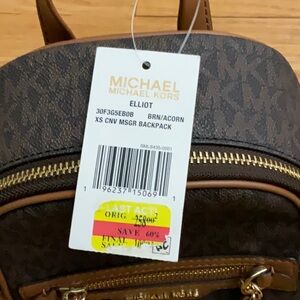 MICHAEL
MICHAEL KORS
ELLIOT
30F3G5EB0B BRN/ACORN
XS CNV MSGR BACKPACK
1 96237 15069 1
LAST ACT
ORIG.
SAVE 60%
FINAL
MICHAEL KORS